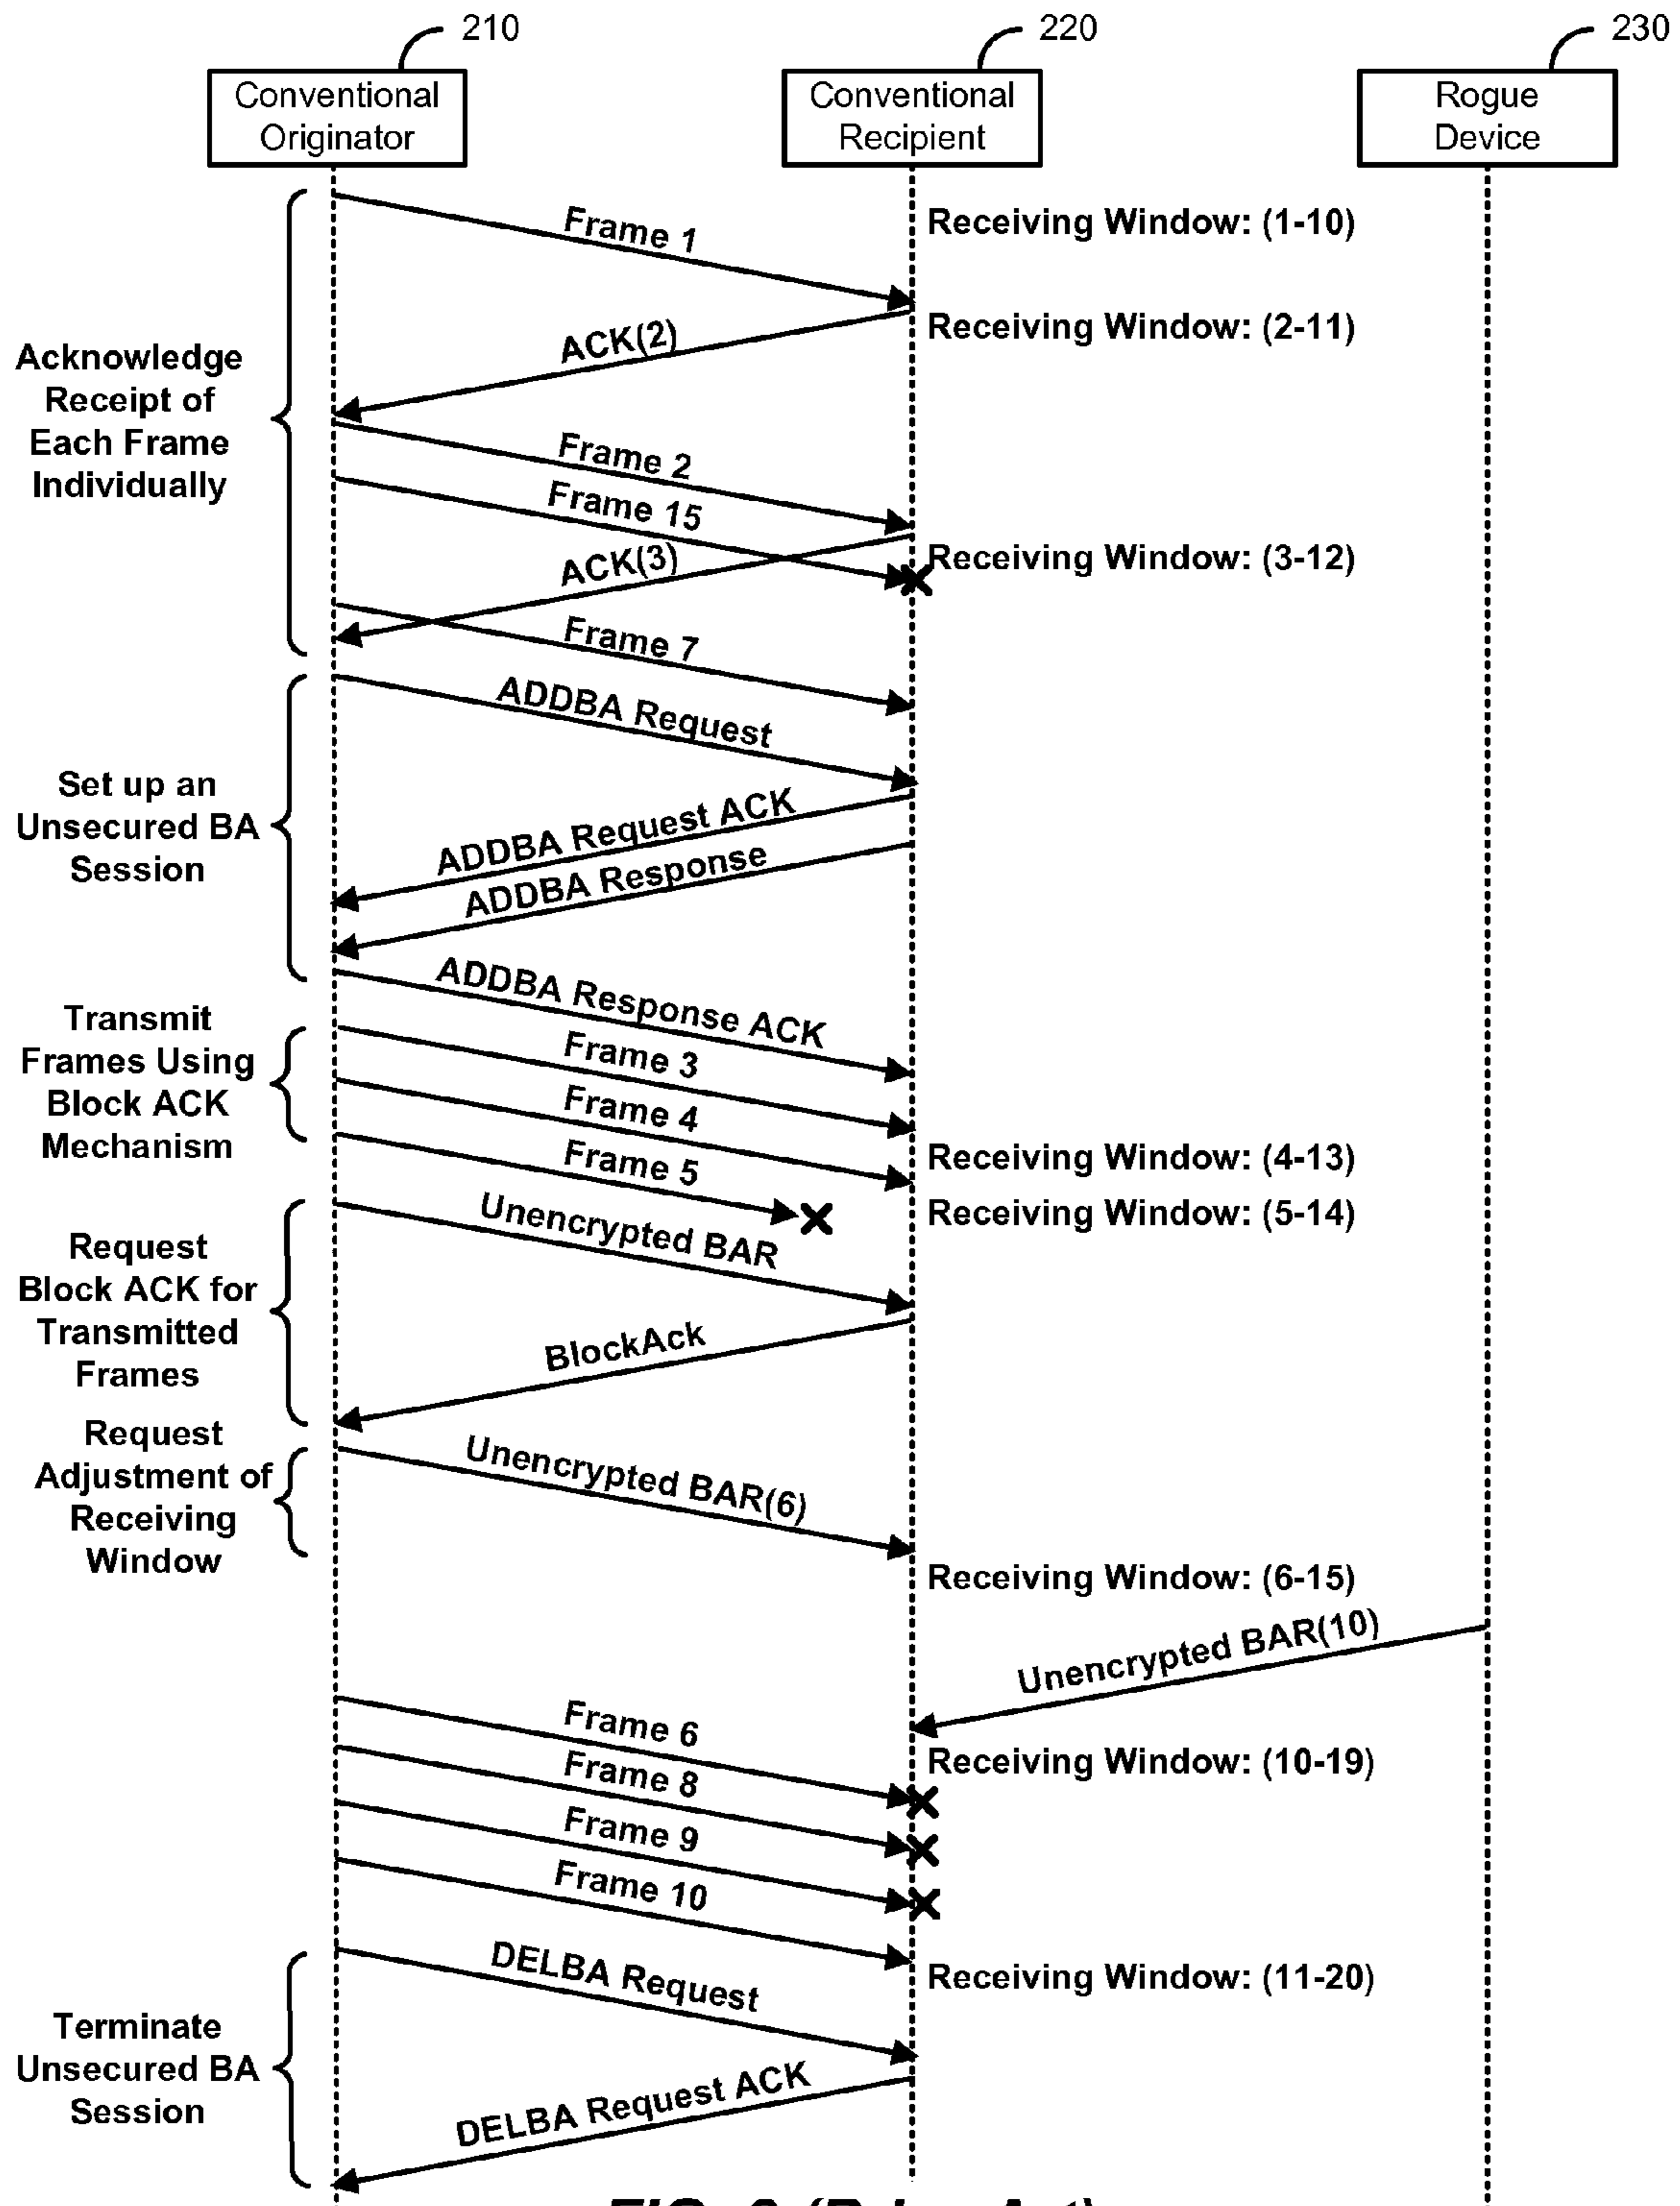 210
220
230
Conventional
Originator
Conventional
Recipient
Rogue
Device
Frame 1
Receiving Window: (1-10)
Receiving Window: (2-11)
ACK(2)
Acknowledge
Receipt of
Each Frame
Individually
Frame 2
Frame 15
ACK(3)
Receiving Window: (3-12)
Frame 7
ADDBA Request
Set up an
Unsecured BA
Session
ADDBA Request ACK
ADDBA Response
ADDBA Response ACK
Transmit
Frames Using
Block ACK
Mechanism
Frame 3
Frame 4
Receiving Window: (4-13)
Frame 5
Receiving Window: (5-14)
Unencrypted BAR
Request
Block ACK for
Transmitted
Frames
BlockAck
Request
Adjustment of
Receiving
Window
Unencrypted BAR(6)
Receiving Window: (6-15)
Unencrypted BAR(10)
Frame 6
Receiving Window: (10-19)
Frame 8
Frame 9
Frame 10
DELBA Request
Receiving Window: (11-20)
Terminate
Unsecured BA
Session
DELBA Request ACK
FIG. 2 (Prior Art)